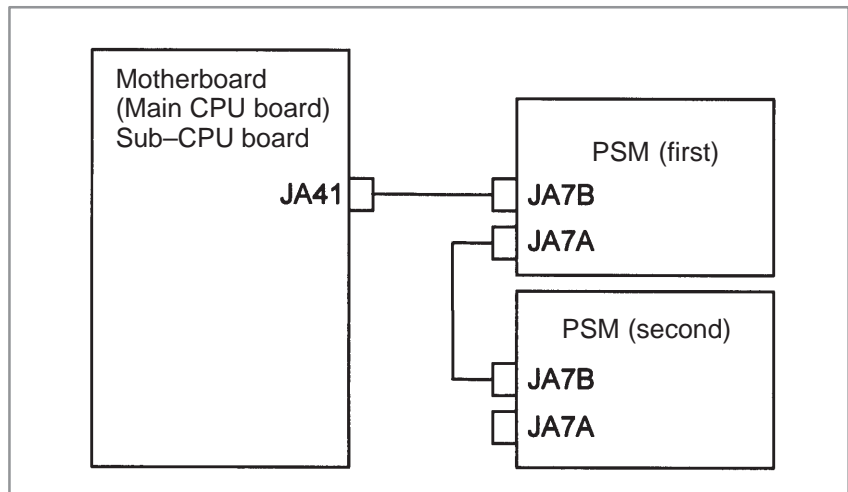 Motherboard
(Main CPU board)
Sub–CPU board
JA41
PSM (first)
JA7B
JA7A
PSM (second)
JA7B
JA7A